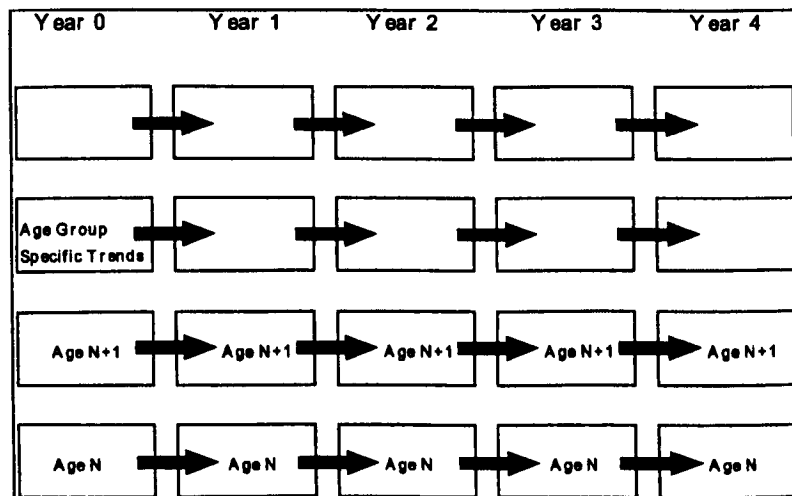 Year 0 Year 1 Year 2 Year 3 Year 4
Age Group
Specific Trends
Age N+1 Age N+1 Age N+1 Age N+1 Age N+1
Age N Age N Age N Age N Age N